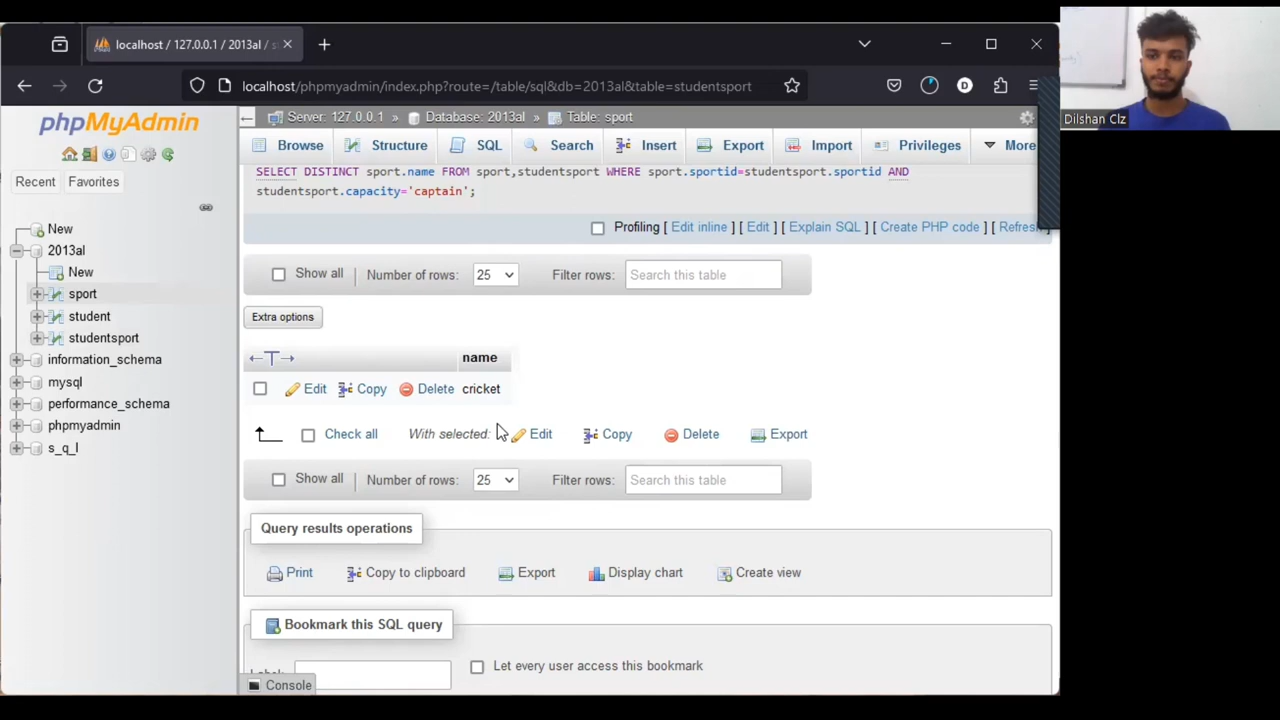 localhost / 127.0.0.1 / 2013al / s
localhost/phpmyadmin/index.php?route=/table/sql&db=2013al&table=studentsport
D
Dilshan Clz
phpMyAdmin
Recent Favorites
New
2013al
New
sport
student
studentsport
information_schema
mysql
performance_schema
phpmyadmin
s_q_l
Server: 127.0.0.1 » Database: 2013al » Table: sport
Browse Structure SQL Search Insert Export Import Privileges More
SELECT DISTINCT sport.name FROM sport,studentsport WHERE sport.sportid=studentsport.sportid AND
studentsport.capacity='captain';
Profiling [ Edit inline ] [ Edit ] [ Explain SQL ] [ Create PHP code ] [ Refresh ]
Show all Number of rows: 25 Filter rows: Search this table
Extra options
←T→ name
Edit Copy Delete cricket
Check all With selected: Edit Copy Delete Export
Show all Number of rows: 25 Filter rows: Search this table
Query results operations
Print Copy to clipboard Export Display chart Create view
Bookmark this SQL query
Let every user access this bookmark
Console